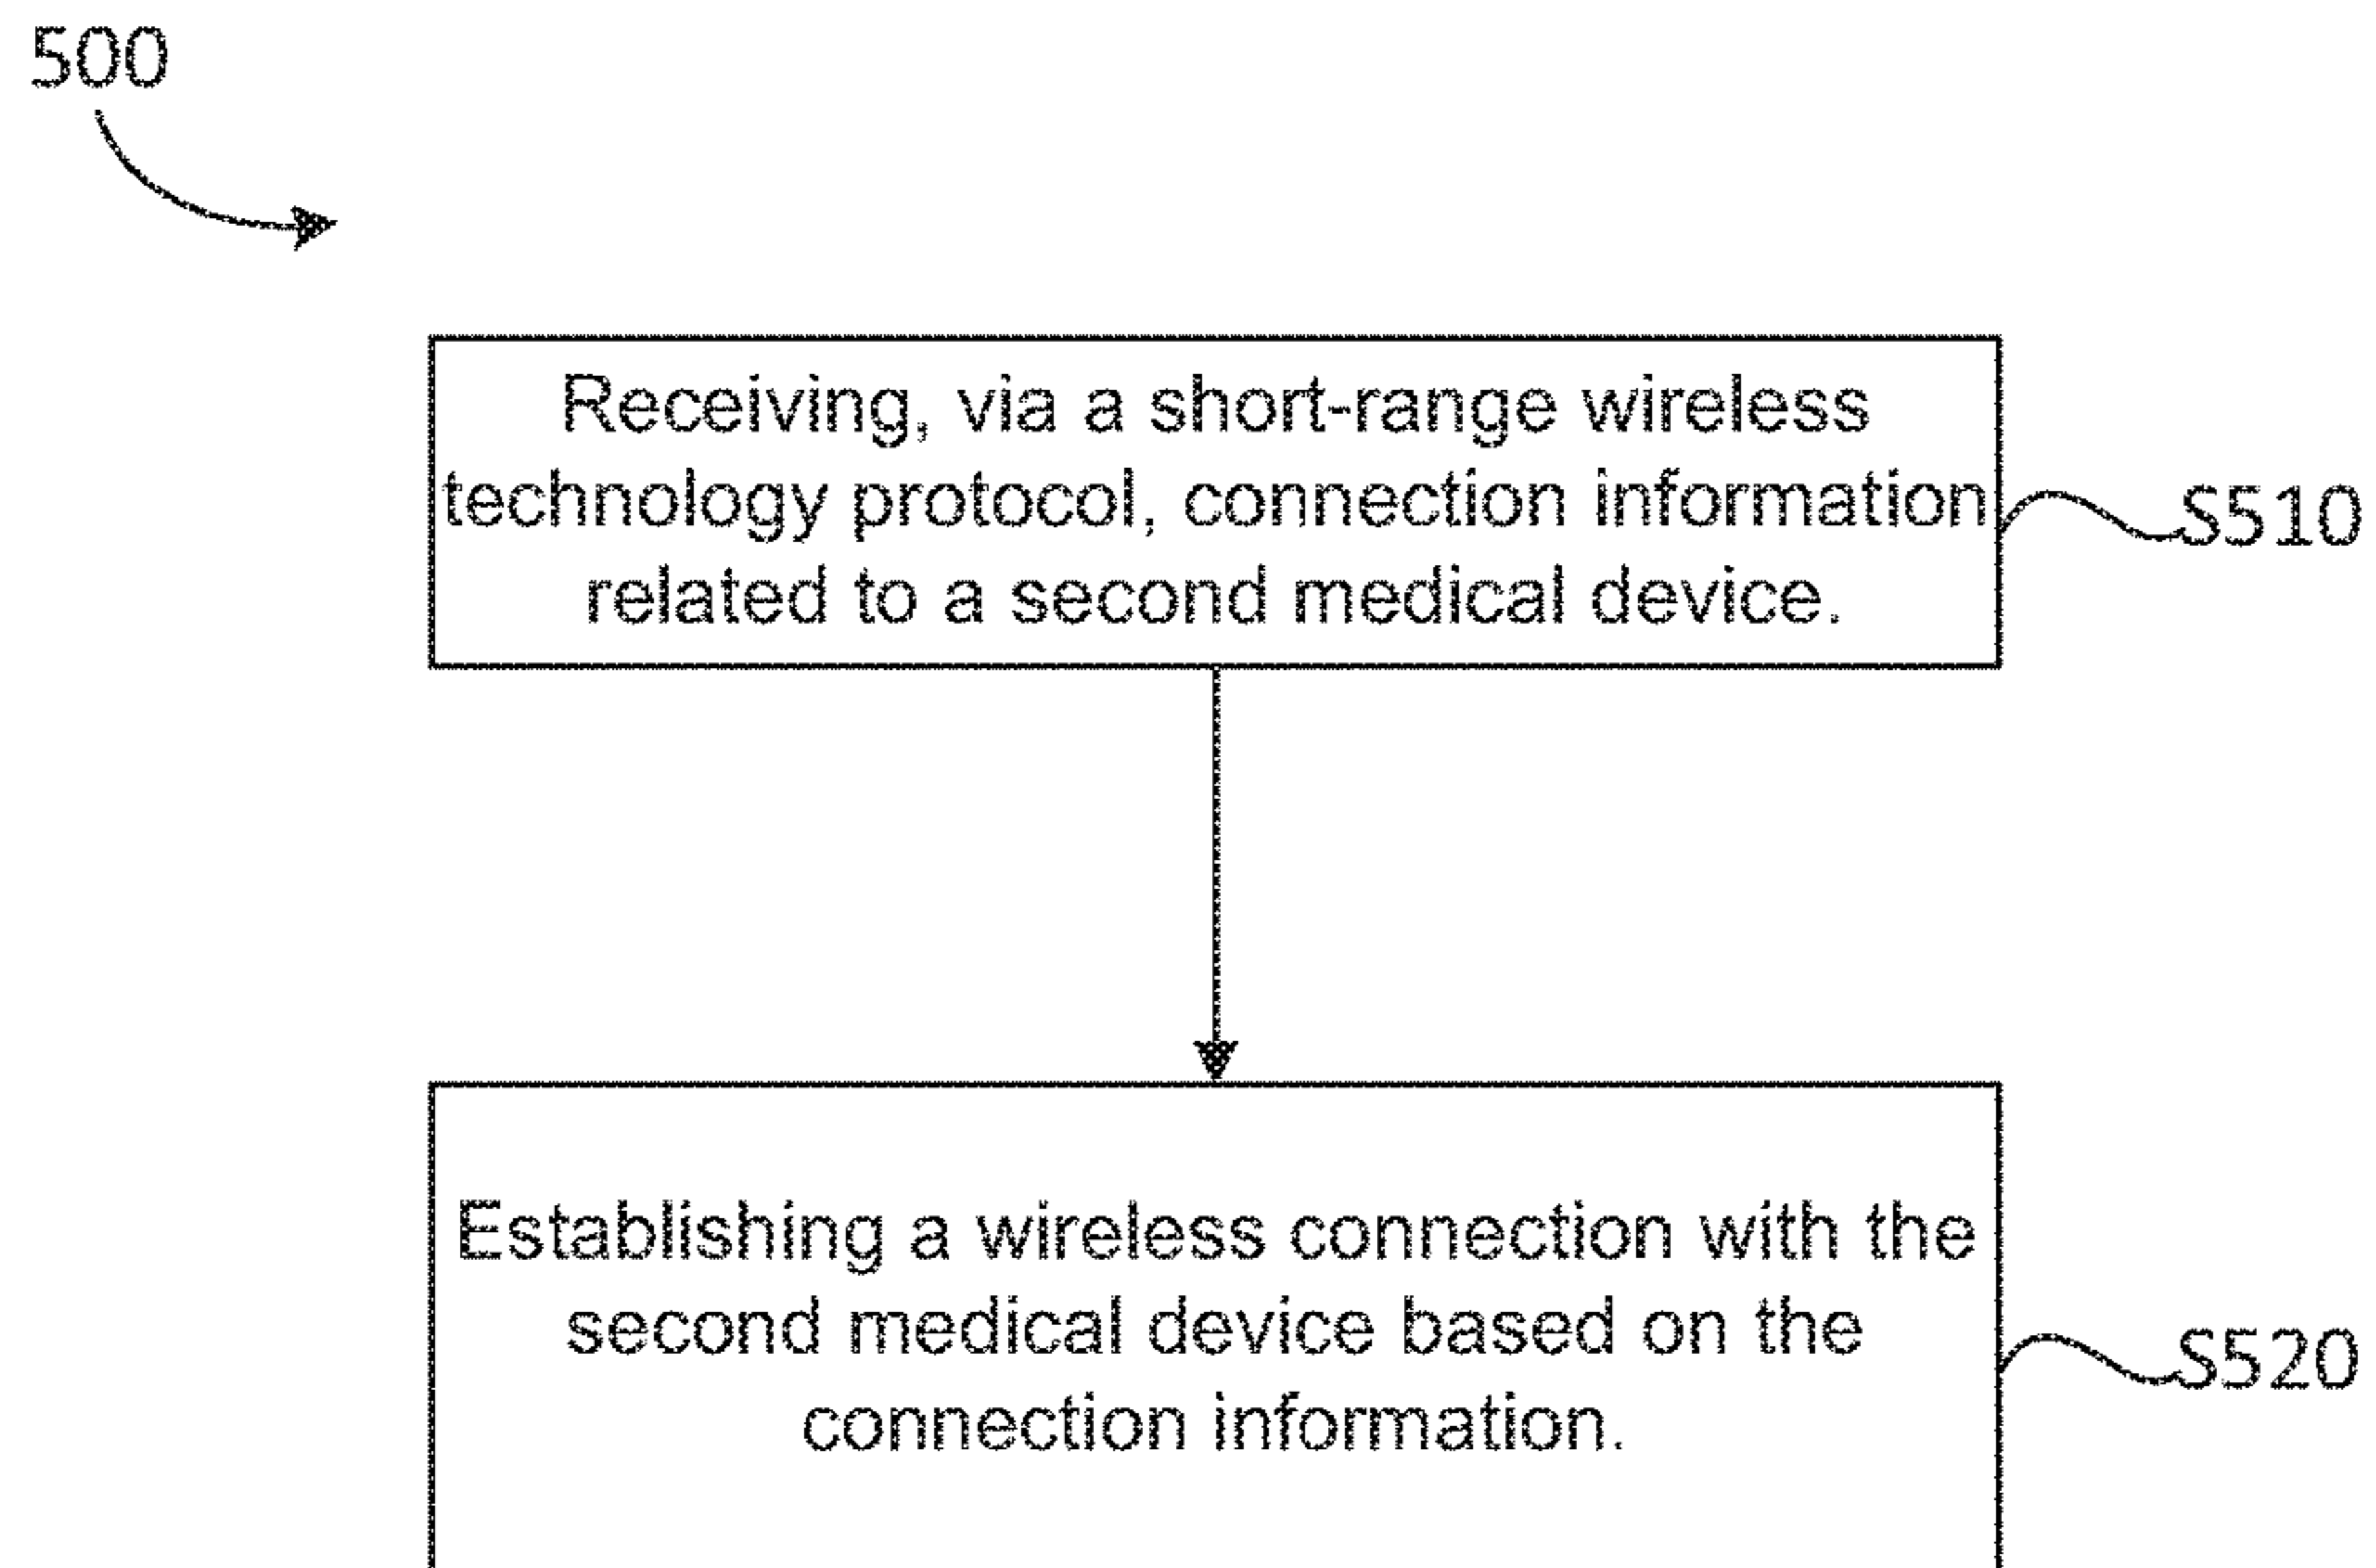 500
Receiving, via a short-range wireless
technology protocol, connection information
related to a second medical device.
S510
Establishing a wireless connection with the
second medical device based on the
connection information.
S520